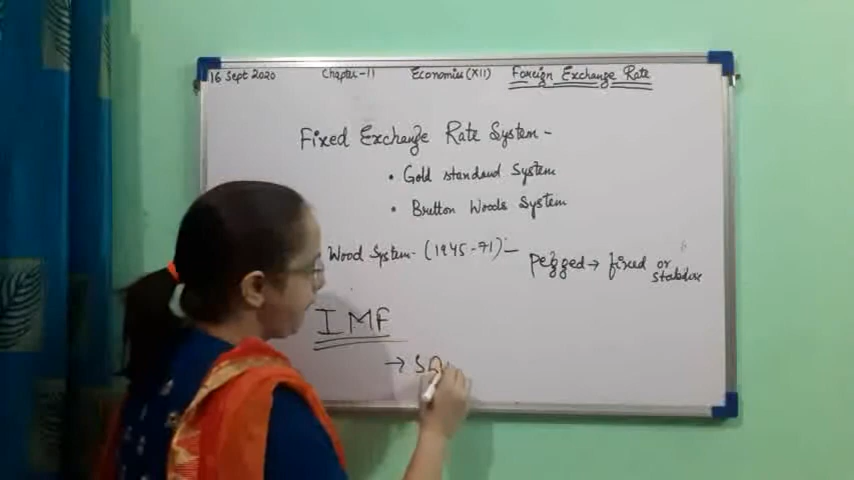 16 Sept 2020 Chapter-11 Economics (XII) Foreign Exchange Rate
Fixed Exchange Rate System -
• Gold standard System
• Bretton Woods System
Wood System - (1945-71) - pegged → fixed or
stabilize
IMF
→